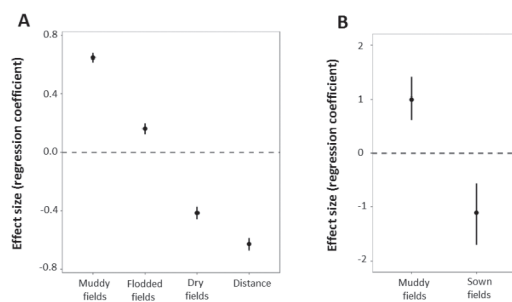 A
Effect size (regression coefficient)
0.8
0.4
0.0
-0.4
-0.8
Muddy
fields
Flodded
fields
Dry
fields
Distance
B
Effect size (regression coefficient)
2
1
0
-1
-2
Muddy
fields
Sown
fields